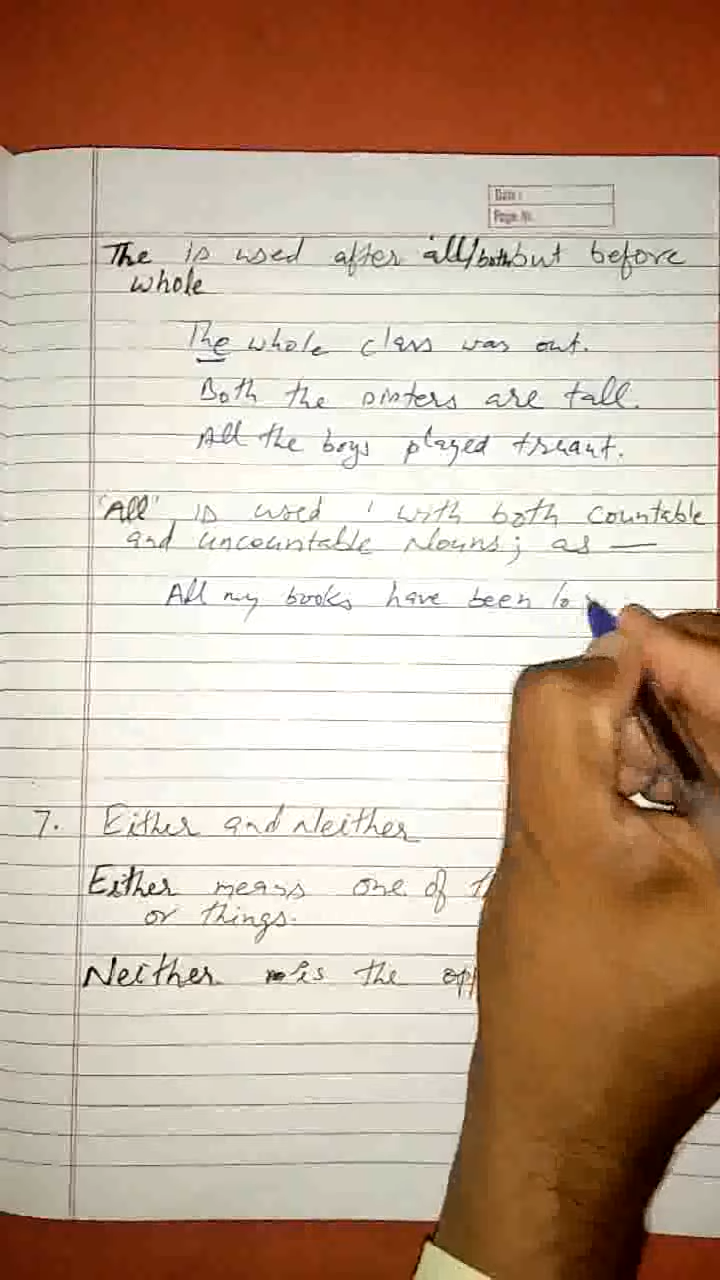 Date :
Page No.
The is used after all/both but before
whole
The whole class was out.
Both the sisters are tall.
All the boys played truant.
'All' is used with both countable
and uncountable Nouns; as —
All my books have been lo
7. Either and Neither
Either means one of
or things.
Neither is the